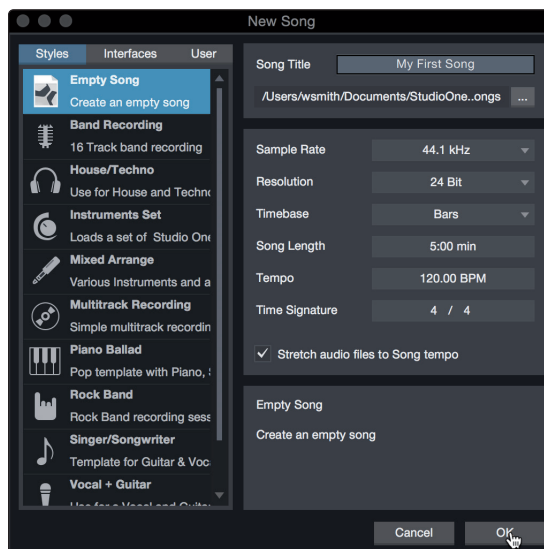 New Song
Styles Interfaces User
Empty Song
Create an empty song
Band Recording
16 Track band recording
House/Techno
Use for House and Techno
Instruments Set
Loads a set of Studio One
Mixed Arrange
Various Instruments and a
Multitrack Recording
Simple multitrack recordin
Piano Ballad
Pop template with Piano,
Rock Band
Rock Band recording sess
Singer/Songwriter
Template for Guitar & Voc
Vocal + Guitar
Song Title My First Song
/Users/wsmith/Documents/StudioOne..ongs ...
Sample Rate 44.1 kHz
Resolution 24 Bit
Timebase Bars
Song Length 5:00 min
Tempo 120.00 BPM
Time Signature 4 / 4
Stretch audio files to Song tempo
Empty Song
Create an empty song
Cancel OK